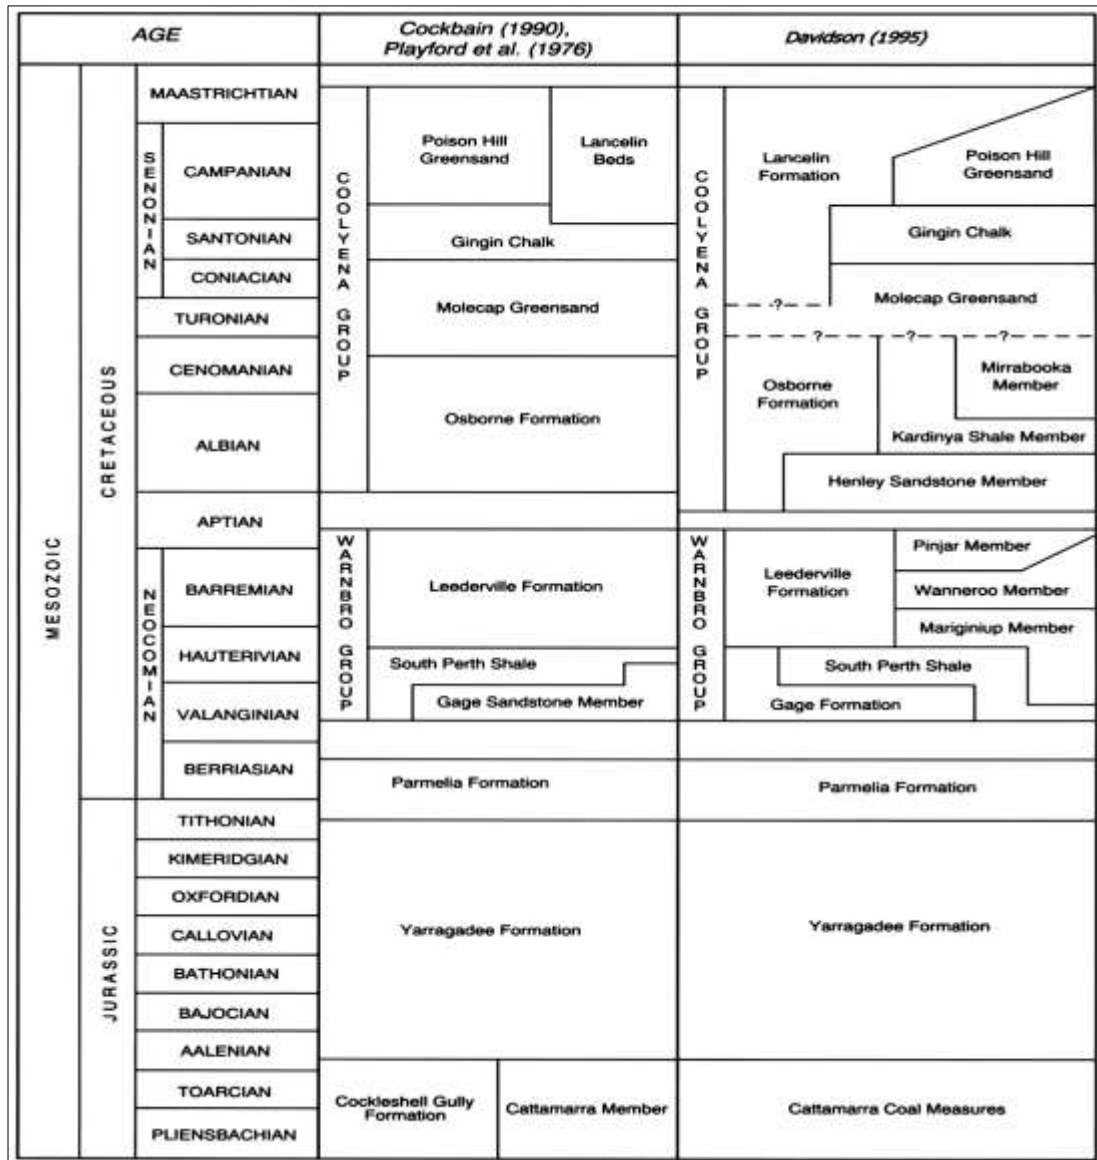 AGE
Cockbain (1990),
Playford et al. (1976)
Davidson (1995)
MESOZOIC
CRETACEOUS
JURASSIC
SENONIAN
NEOCOMIAN
MAASTRICHTIAN
CAMPANIAN
SANTONIAN
CONIACIAN
TURONIAN
CENOMANIAN
ALBIAN
APTIAN
BARREMIAN
HAUTERIVIAN
VALANGINIAN
BERRIASIAN
TITHONIAN
KIMERIDGIAN
OXFORDIAN
CALLOVIAN
BATHONIAN
BAJOCIAN
AALENIAN
TOARCIAN
PLIENSBACHIAN
COOLYENA GROUP
Poison Hill
Greensand
Lancelin
Beds
Gingin Chalk
Molecap Greensand
Osborne Formation
WARNBRO GROUP
Leederville Formation
South Perth Shale
Gage Sandstone Member
Parmelia Formation
Yarragadee Formation
Cockleshell Gully
Formation
Cattamarra Member
COOLYENA GROUP
Lancelin
Formation
Poison Hill
Greensand
Gingin Chalk
Molecap Greensand
?
? ? ?
Osborne
Formation
Mirrabooka
Member
Kardinya Shale Member
Henley Sandstone Member
WARNBRO GROUP
Leederville
Formation
Pinjar Member
Wanneroo Member
Mariginiup Member
South Perth Shale
Gage Formation
Parmelia Formation
Yarragadee Formation
Cattamarra Coal Measures